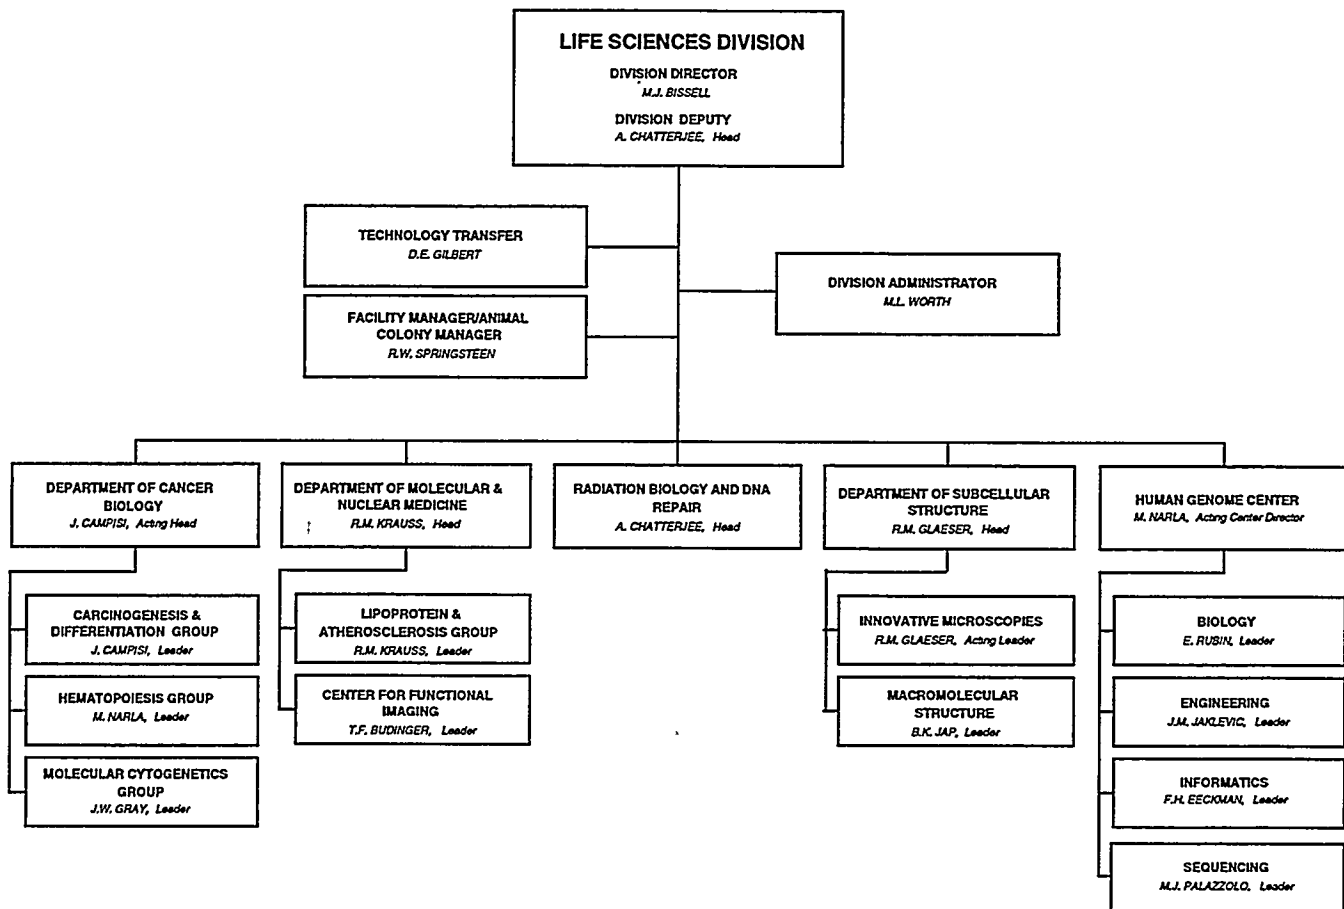 LIFE SCIENCES DIVISION
DIVISION DIRECTOR
M.J. BISSELL
DIVISION DEPUTY
A. CHATTERJEE, Head
TECHNOLOGY TRANSFER
D.E. GILBERT
DIVISION ADMINISTRATOR
M.L. WORTH
FACILITY MANAGER/ANIMAL
COLONY MANAGER
R.W. SPRINGSTEEN
DEPARTMENT OF CANCER
BIOLOGY
J. CAMPISI, Acting Head
DEPARTMENT OF MOLECULAR &
NUCLEAR MEDICINE
R.M. KRAUSS, Head
RADIATION BIOLOGY AND DNA
REPAIR
A. CHATTERJEE, Head
DEPARTMENT OF SUBCELLULAR
STRUCTURE
R.M. GLAESER, Head
HUMAN GENOME CENTER
M. NARLA, Acting Center Director
CARCINOGENESIS &
DIFFERENTIATION GROUP
J. CAMPISI, Leader
HEMATOPOIESIS GROUP
M. NARLA, Leader
MOLECULAR CYTOGENETICS
GROUP
J.W. GRAY, Leader
LIPOPROTEIN &
ATHEROSCLEROSIS GROUP
R.M. KRAUSS, Leader
CENTER FOR FUNCTIONAL
IMAGING
T.F. BUDINGER, Leader
INNOVATIVE MICROSCOPIES
R.M. GLAESER, Acting Leader
MACROMOLECULAR
STRUCTURE
B.K. JAP, Leader
BIOLOGY
E. RUBIN, Leader
ENGINEERING
J.M. JAKLEVIC, Leader
INFORMATICS
F.H. EECKMAN, Leader
SEQUENCING
M.J. PALAZZOLO, Leader